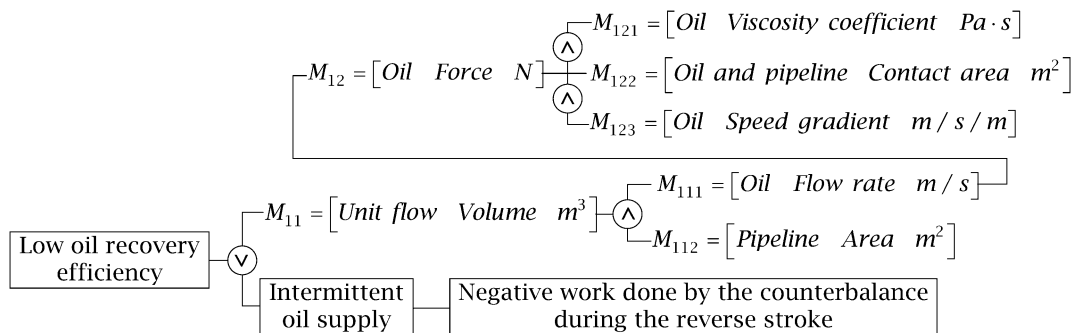 M₁₂₁ = [Oil Viscosity coefficient Pa · s]
∧
M₁₂ = [Oil Force N]
M₁₂₂ = [Oil and pipeline Contact area m²]
∧
M₁₂₃ = [Oil Speed gradient m / s / m]
M₁₁₁ = [Oil Flow rate m / s]
M₁₁ = [Unit flow Volume m³]
∧
M₁₁₂ = [Pipeline Area m²]
Low oil recovery
efficiency
∨
Intermittent
oil supply
Negative work done by the counterbalance
during the reverse stroke